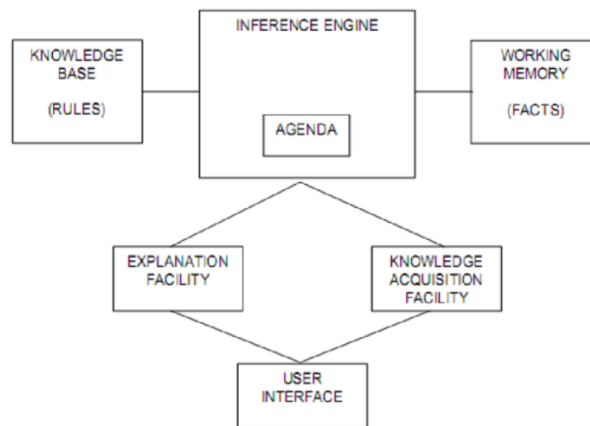 INFERENCE ENGINE
KNOWLEDGE
BASE
(RULES)
WORKING
MEMORY
(FACTS)
AGENDA
EXPLANATION
FACILITY
KNOWLEDGE
ACQUISITION
FACILITY
USER
INTERFACE